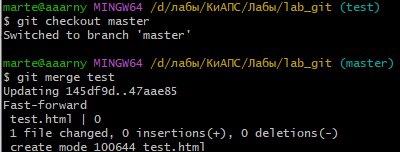 marte@aaarny MINGW64 /d/лабы/КиАПС/Лабы/lab_git (test)
$ git checkout master
Switched to branch 'master'
marte@aaarny MINGW64 /d/лабы/КиАПС/Лабы/lab_git (master)
$ git merge test
Updating 145df9d..47aae85
Fast-forward
 test.html | 0
 1 file changed, 0 insertions(+), 0 deletions(-)
 create mode 100644 test.html